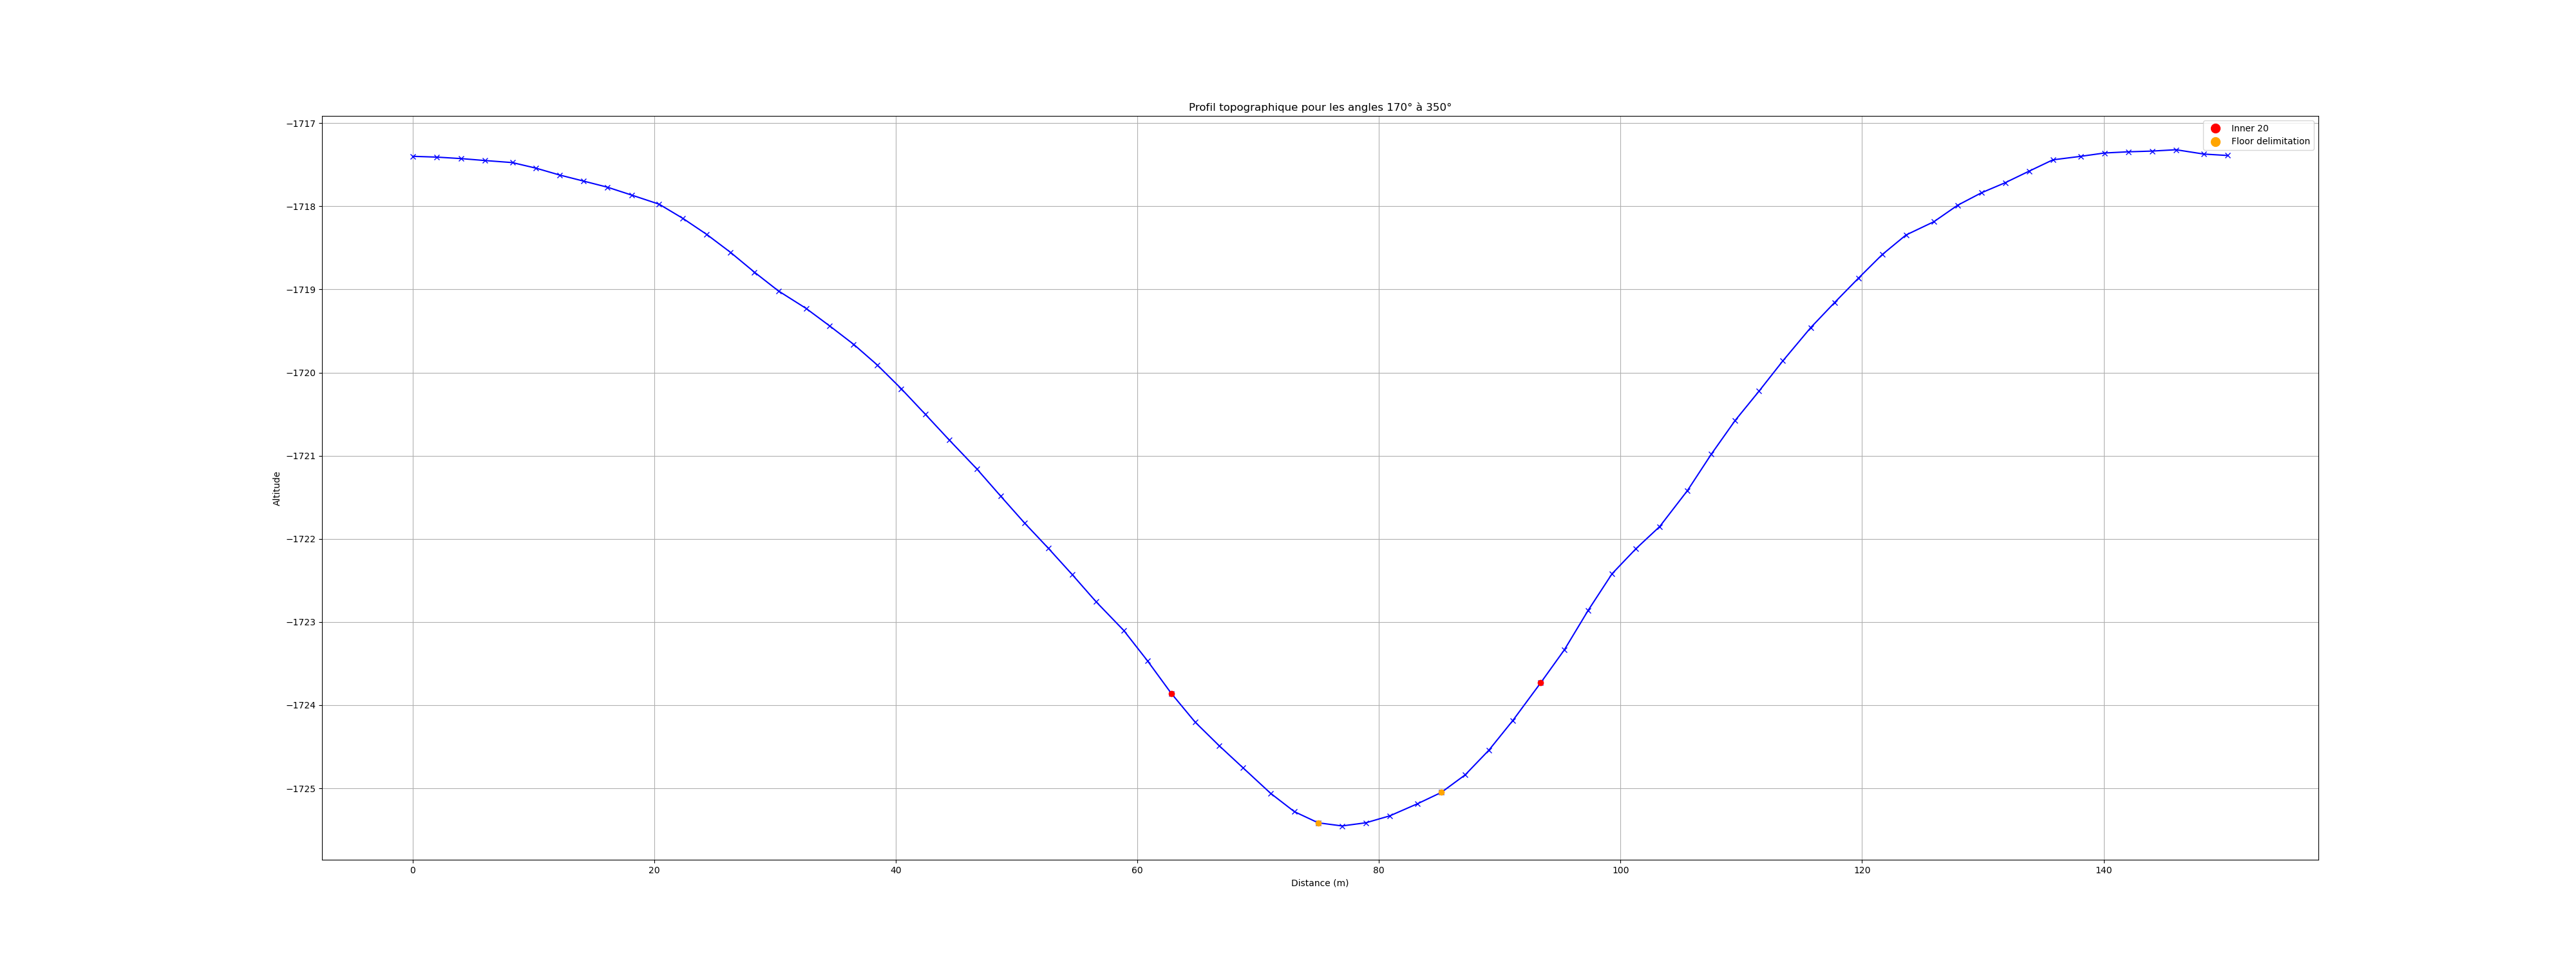 Profil topographique pour les angles 170° à 350°
Inner 20
Floor delimitation
−1717
−1718
−1719
−1720
−1721
−1722
−1723
−1724
−1725
Altitude
0 20 40 60 80 100 120 140
Distance (m)